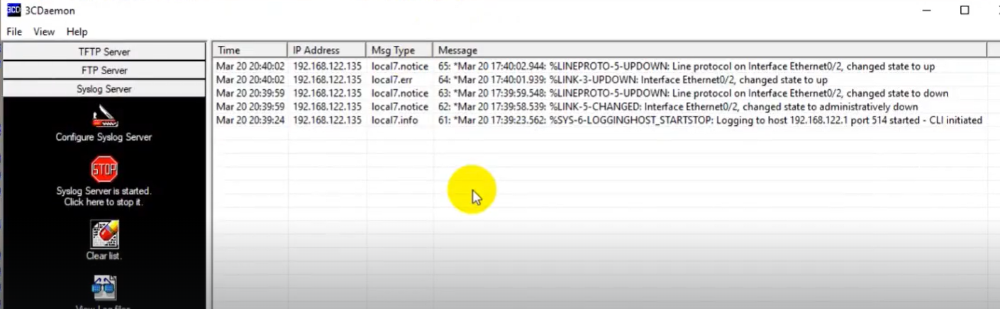 3CD 3CDaemon
File View Help
TFTP Server
FTP Server
Syslog Server
Configure Syslog Server
STOP
Syslog Server is started.
Click here to stop it.
Clear list.
View Log files
Time IP Address Msg Type Message
Mar 20 20:40:02 192.168.122.135 local7.notice 65: *Mar 20 17:40:02.944: %LINEPROTO-5-UPDOWN: Line protocol on Interface Ethernet0/2, changed state to up
Mar 20 20:40:02 192.168.122.135 local7.err 64: *Mar 20 17:40:01.939: %LINK-3-UPDOWN: Interface Ethernet0/2, changed state to up
Mar 20 20:39:59 192.168.122.135 local7.notice 63: *Mar 20 17:39:59.548: %LINEPROTO-5-UPDOWN: Line protocol on Interface Ethernet0/2, changed state to down
Mar 20 20:39:59 192.168.122.135 local7.notice 62: *Mar 20 17:39:58.539: %LINK-5-CHANGED: Interface Ethernet0/2, changed state to administratively down
Mar 20 20:39:24 192.168.122.135 local7.info 61: *Mar 20 17:39:23.562: %SYS-6-LOGGINGHOST_STARTSTOP: Logging to host 192.168.122.1 port 514 started - CLI initiated